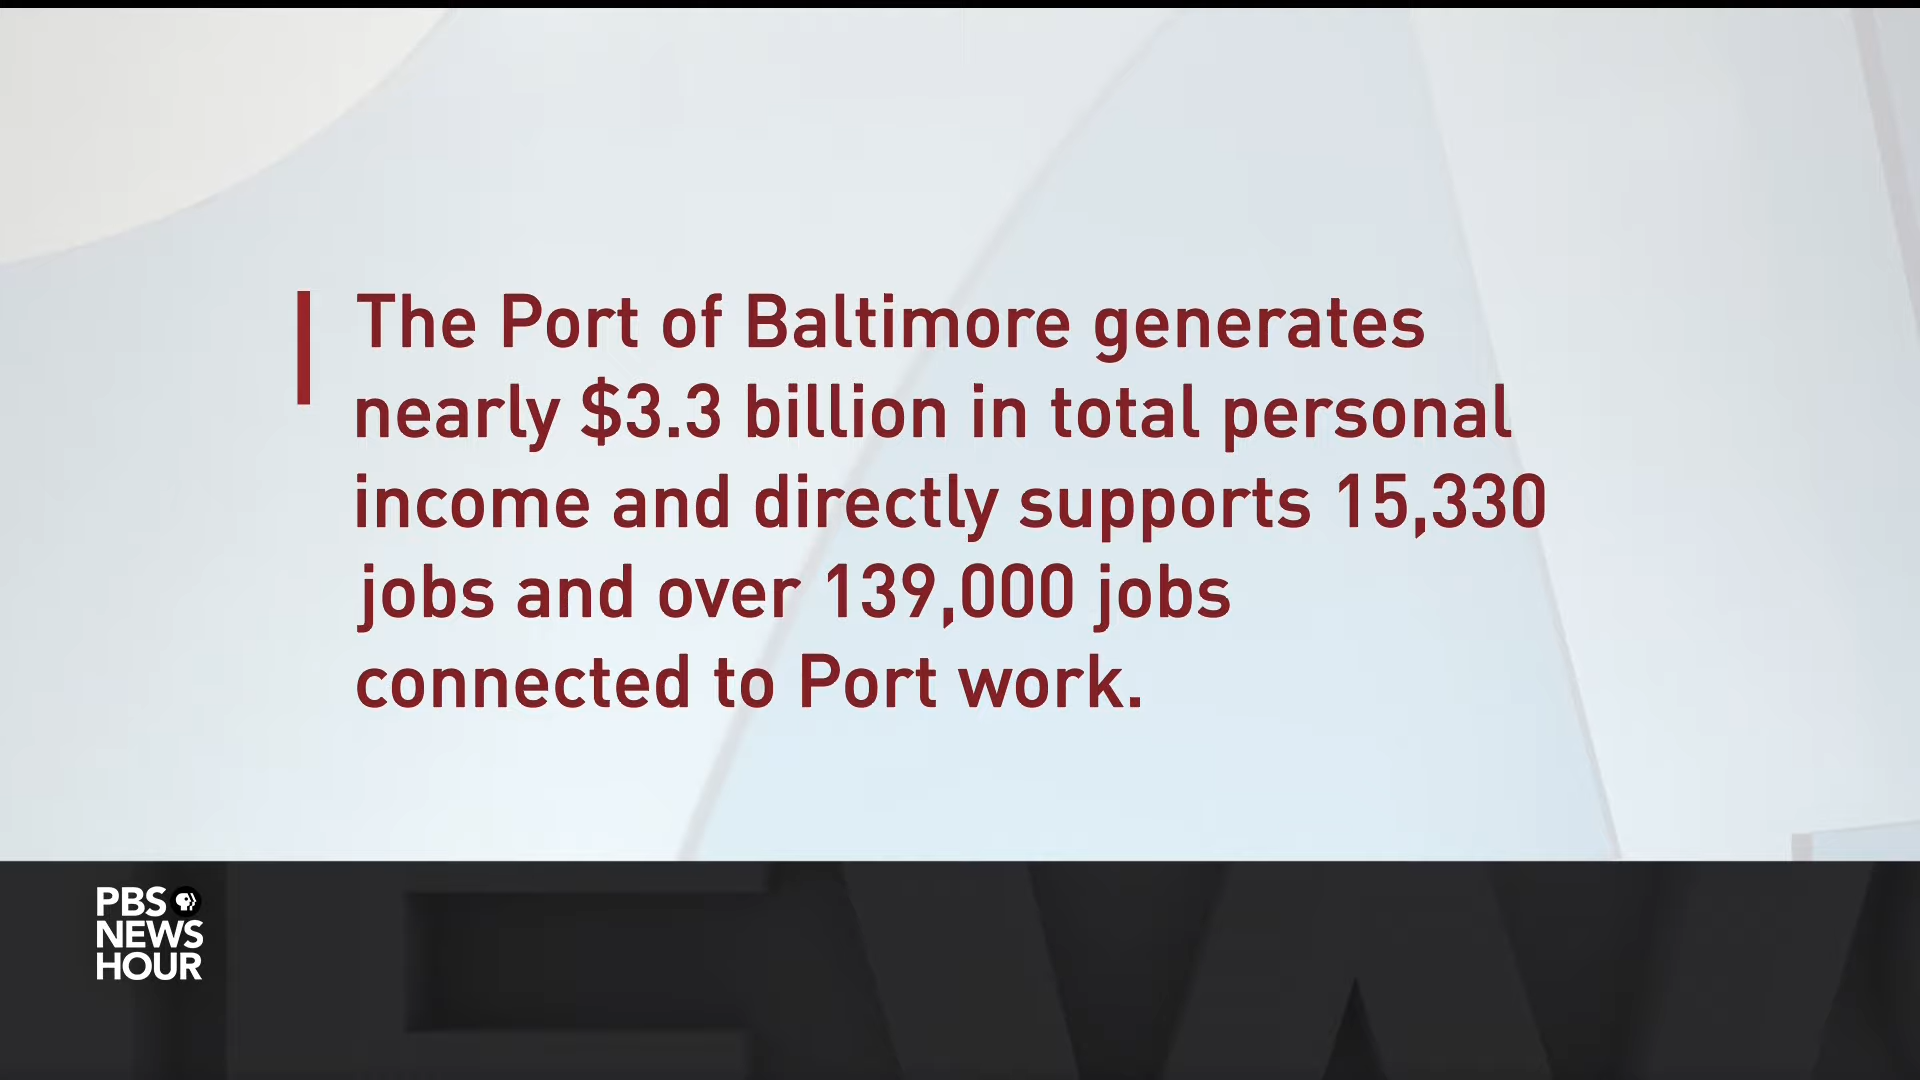 The Port of Baltimore generates
nearly $3.3 billion in total personal
income and directly supports 15,330
jobs and over 139,000 jobs
connected to Port work.
PBS
NEWS
HOUR